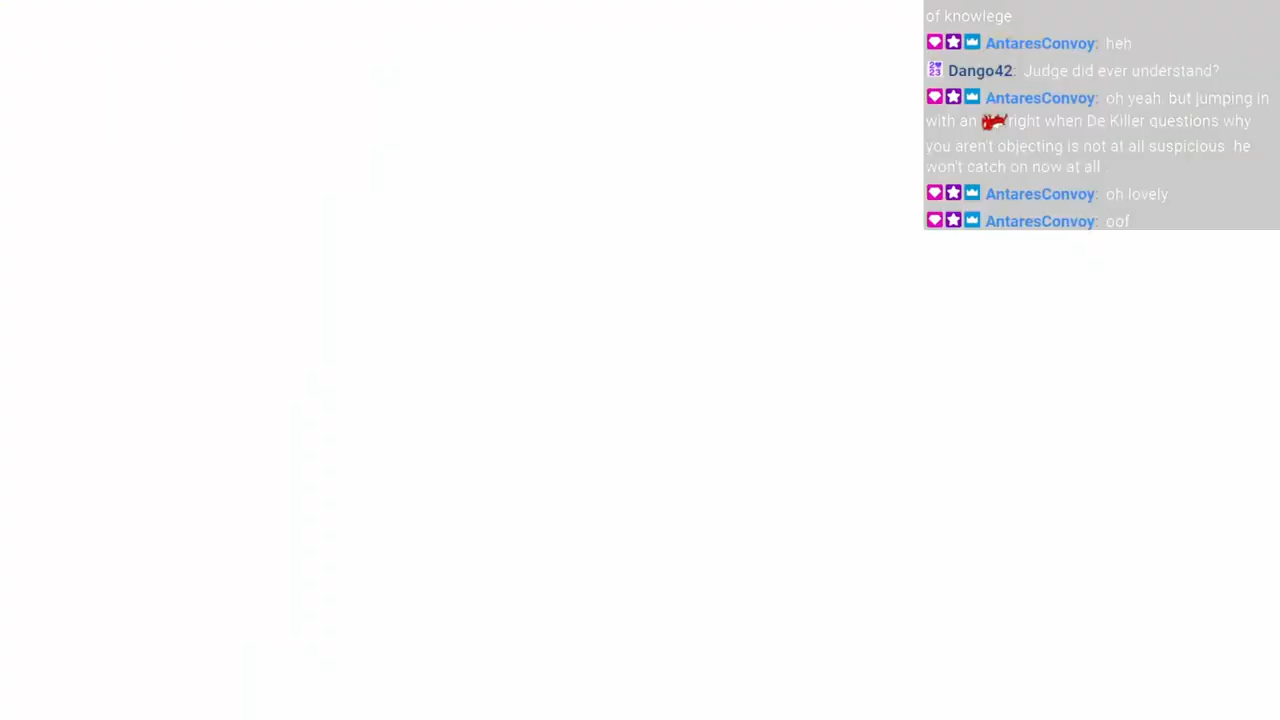 of knowlege
AntaresConvoy: heh
2 23 Dango42: Judge did ever understand?
AntaresConvoy: oh yeah, but jumping in
with an right when De Killer questions why
you aren't objecting is not at all suspicious. he
won't catch on now at all
AntaresConvoy: oh lovely
AntaresConvoy: oof